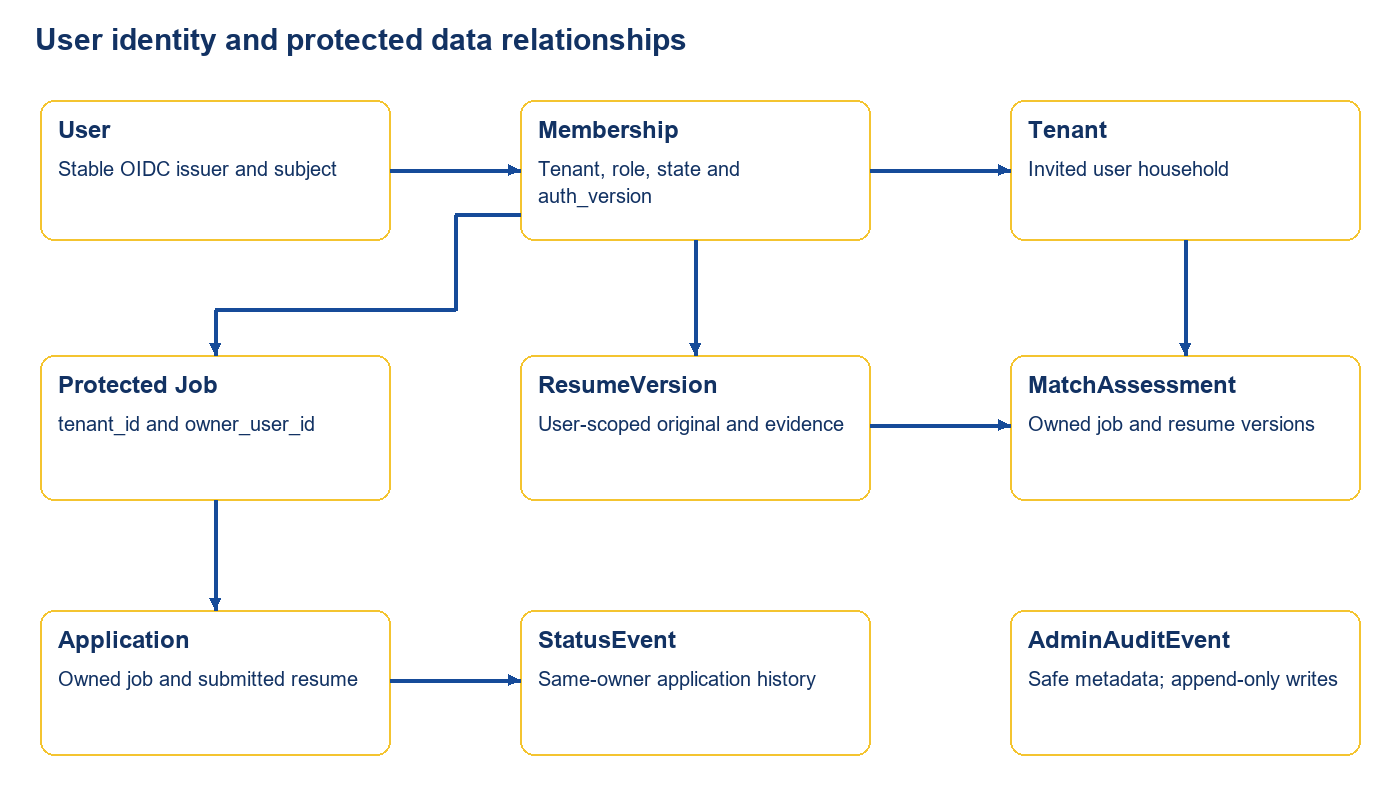 User identity and protected data relationships
User
Stable OIDC issuer and subject
Membership
Tenant, role, state and
auth_version
Tenant
Invited user household
Protected Job
tenant_id and owner_user_id
ResumeVersion
User-scoped original and evidence
MatchAssessment
Owned job and resume versions
Application
Owned job and submitted resume
StatusEvent
Same-owner application history
AdminAuditEvent
Safe metadata; append-only writes